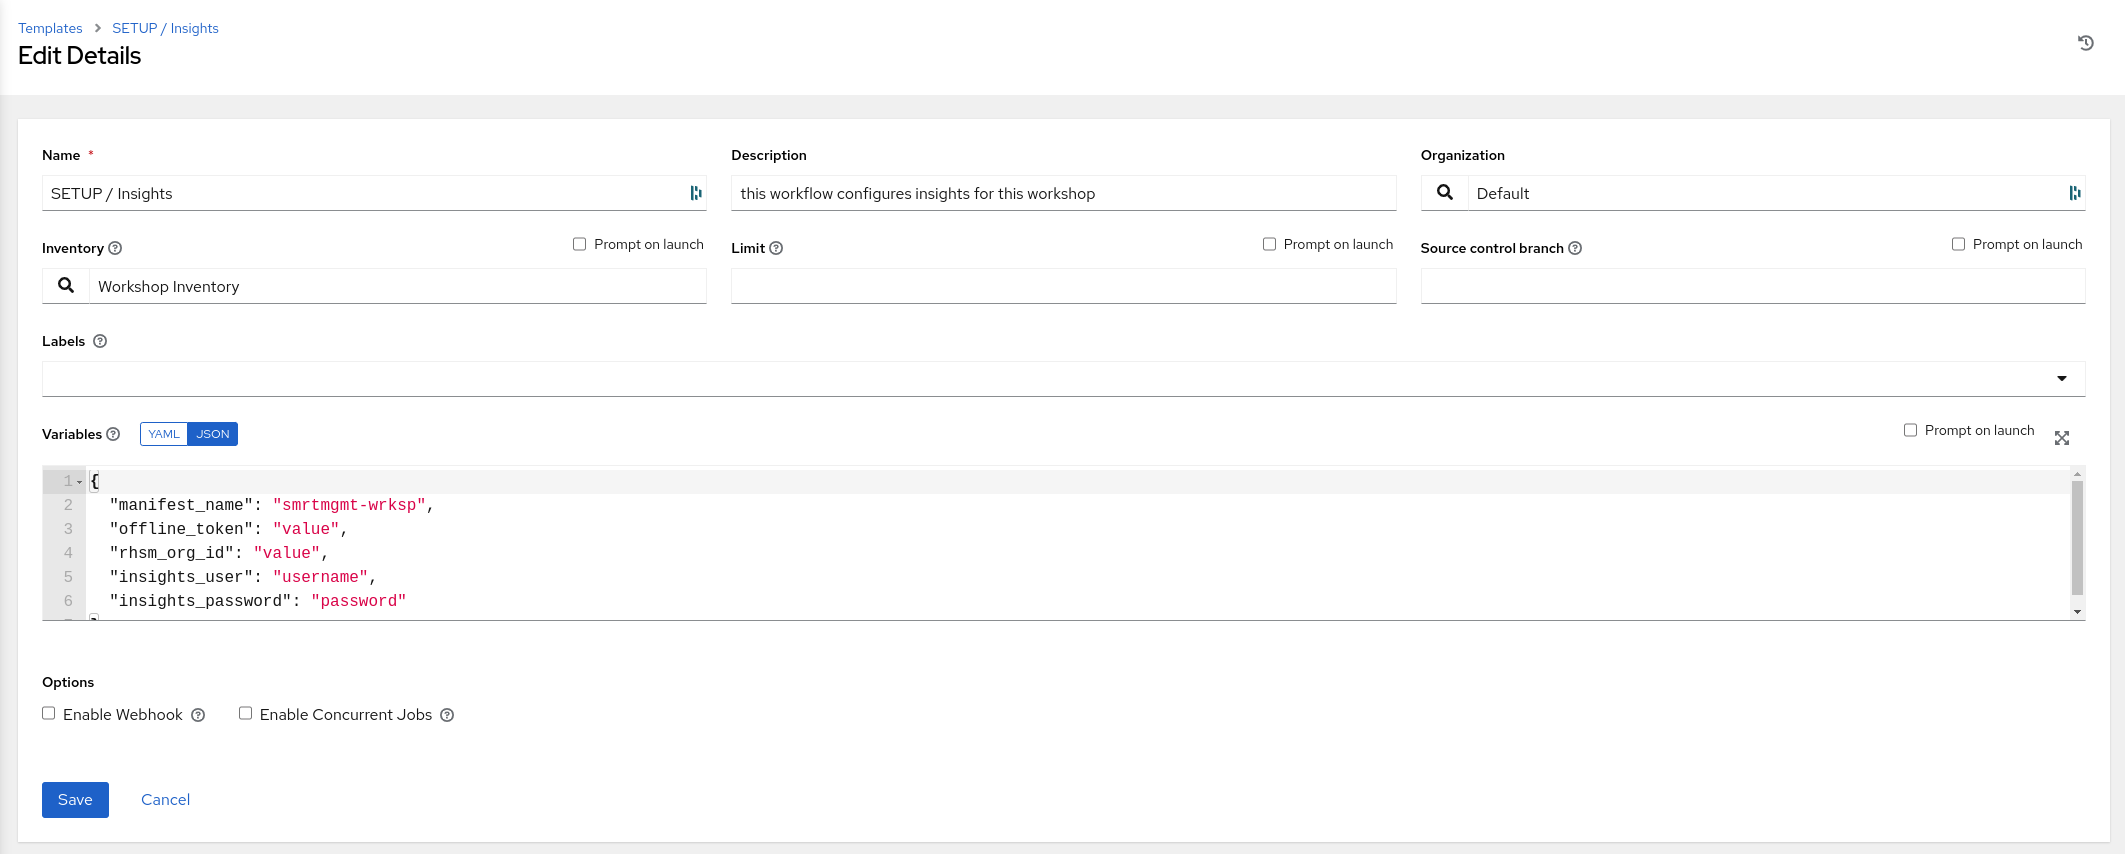 Templates > SETUP / Insights
Edit Details
Name *
Description
Organization
SETUP / Insights
this workflow configures insights for this workshop
Default
Inventory
Prompt on launch
Limit
Prompt on launch
Source control branch
Prompt on launch
Workshop Inventory
Labels
Variables YAML JSON
Prompt on launch
1 {
2 "manifest_name": "smrtmgmt-wrksp",
3 "offline_token": "value",
4 "rhsm_org_id": "value",
5 "insights_user": "username",
6 "insights_password": "password"
Options
Enable Webhook
Enable Concurrent Jobs
Save
Cancel